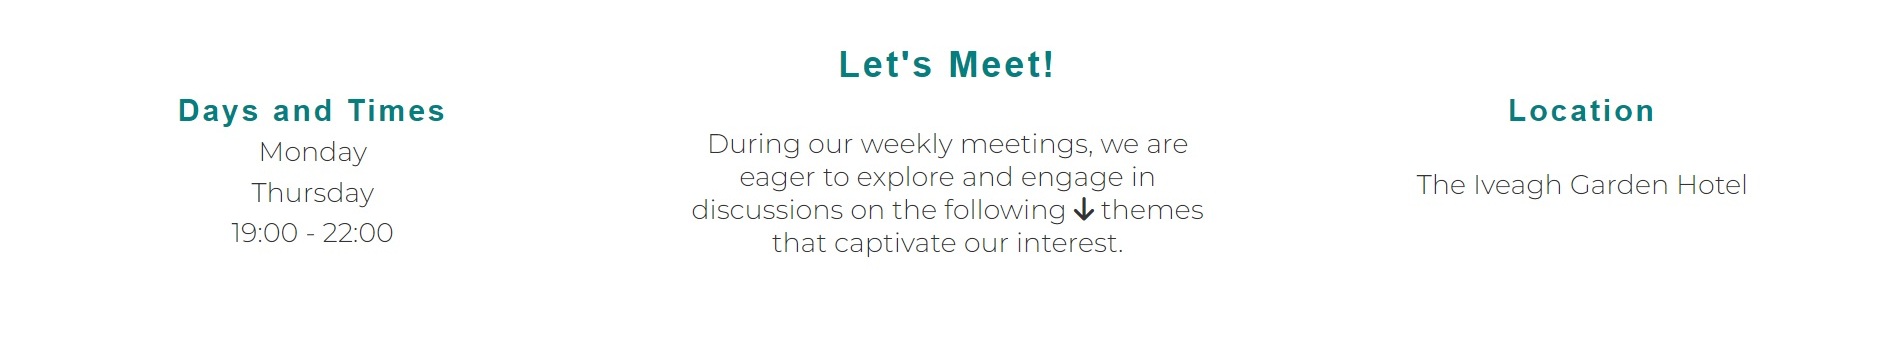 Let's Meet!
Days and Times
Monday
Thursday
19:00 - 22:00
During our weekly meetings, we are
eager to explore and engage in
discussions on the following ↓ themes
that captivate our interest.
Location
The Iveagh Garden Hotel